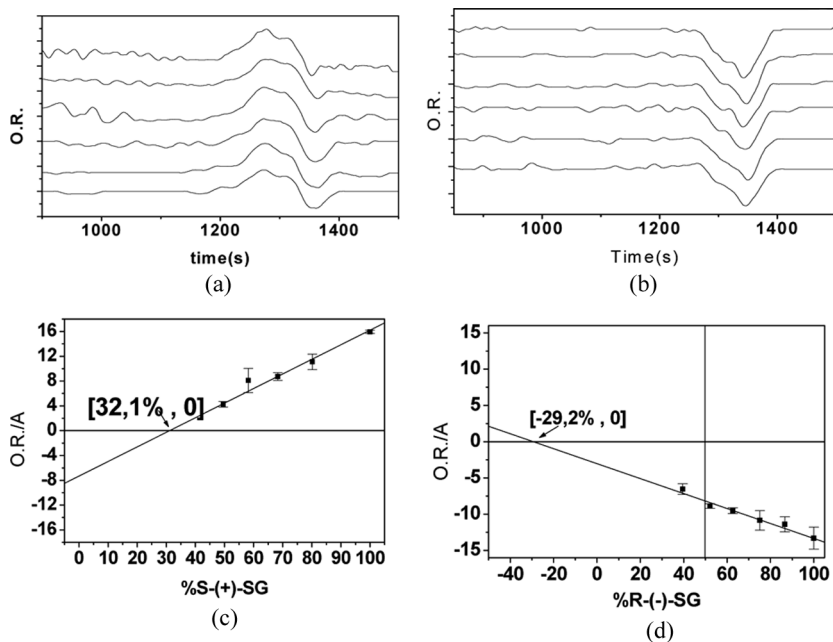 O.R.
1000 1200 1400
time(s)
(a)
O.R.
1000 1200 1400
Time(s)
(b)
16
12
8
4
0
-4
-8
-12
-16
O.R./A
[32,1% , 0]
0 10 20 30 40 50 60 70 80 90 100
%S-(+)-SG
(c)
15
10
5
0
-5
-10
-15
O.R./A
[-29,2% , 0]
-40 -20 0 20 40 60 80 100
%R-(-)-SG
(d)